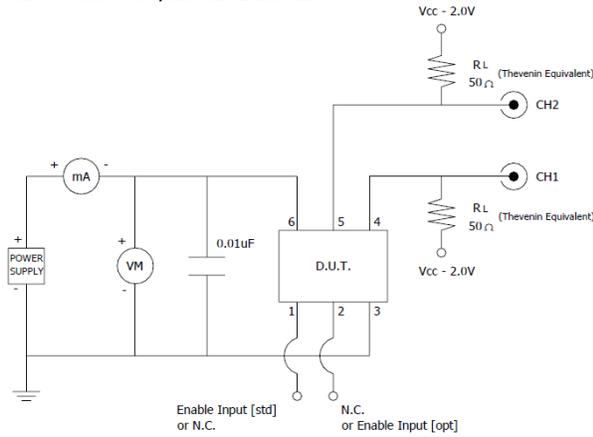 Vcc - 2.0V
RL
50Ω
(Thevenin Equivalent)
CH2
+
-
mA
CH1
6
5
4
RL
50Ω
(Thevenin Equivalent)
+
POWER
SUPPLY
-
+
VM
-
0.01uF
D.U.T.
Vcc - 2.0V
1
2
3
Enable Input [std]
or N.C.
N.C.
or Enable Input [opt]